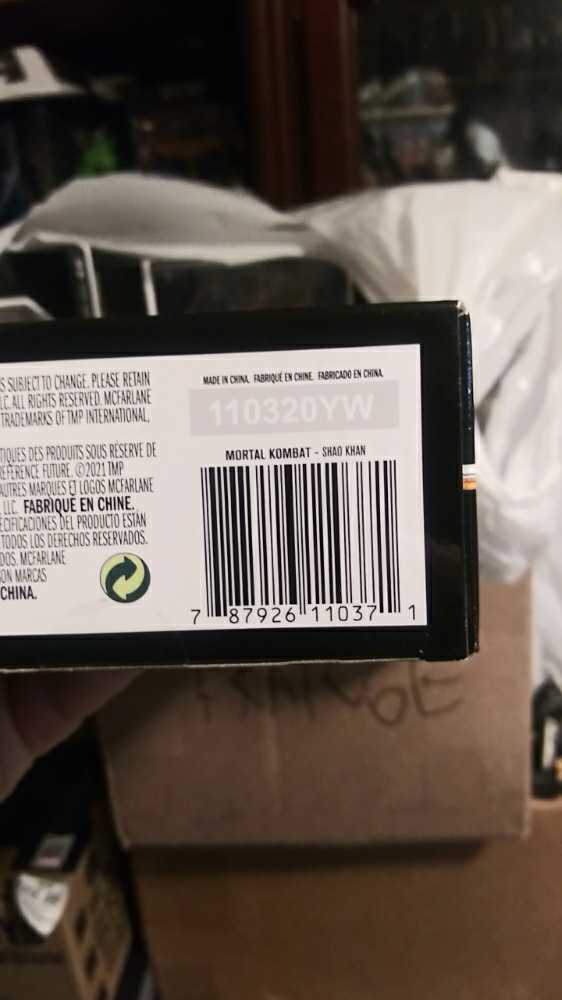 S SUBJECT TO CHANGE. PLEASE RETAIN
LC. ALL RIGHTS RESERVED. MCFARLANE
TRADEMARKS OF TMP INTERNATIONAL,
TIQUES DES PRODUITS SOUS RÉSERVE DE
RÉFÉRENCE FUTURE. ©2021 TMP
AUTRES MARQUES ET LOGOS MCFARLANE
, LLC. FABRIQUÉ EN CHINE.
ECIFICACIONES DEL PRODUCTO ESTÁN
TODOS LOS DERECHOS RESERVADOS.
DOS. MCFARLANE
ON MARCAS
CHINA.
MADE IN CHINA. FABRIQUÉ EN CHINE. FABRICADO EN CHINA.
110320YW
MORTAL KOMBAT - SHAO KHAN
7 87926 11037 1